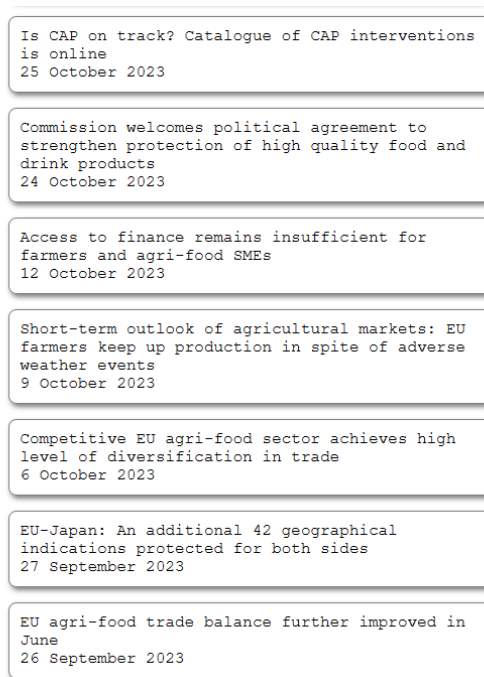 Is CAP on track? Catalogue of CAP interventions
is online
25 October 2023
Commission welcomes political agreement to
strengthen protection of high quality food and
drink products
24 October 2023
Access to finance remains insufficient for
farmers and agri-food SMEs
12 October 2023
Short-term outlook of agricultural markets: EU
farmers keep up production in spite of adverse
weather events
9 October 2023
Competitive EU agri-food sector achieves high
level of diversification in trade
6 October 2023
EU-Japan: An additional 42 geographical
indications protected for both sides
27 September 2023
EU agri-food trade balance further improved in
June
26 September 2023